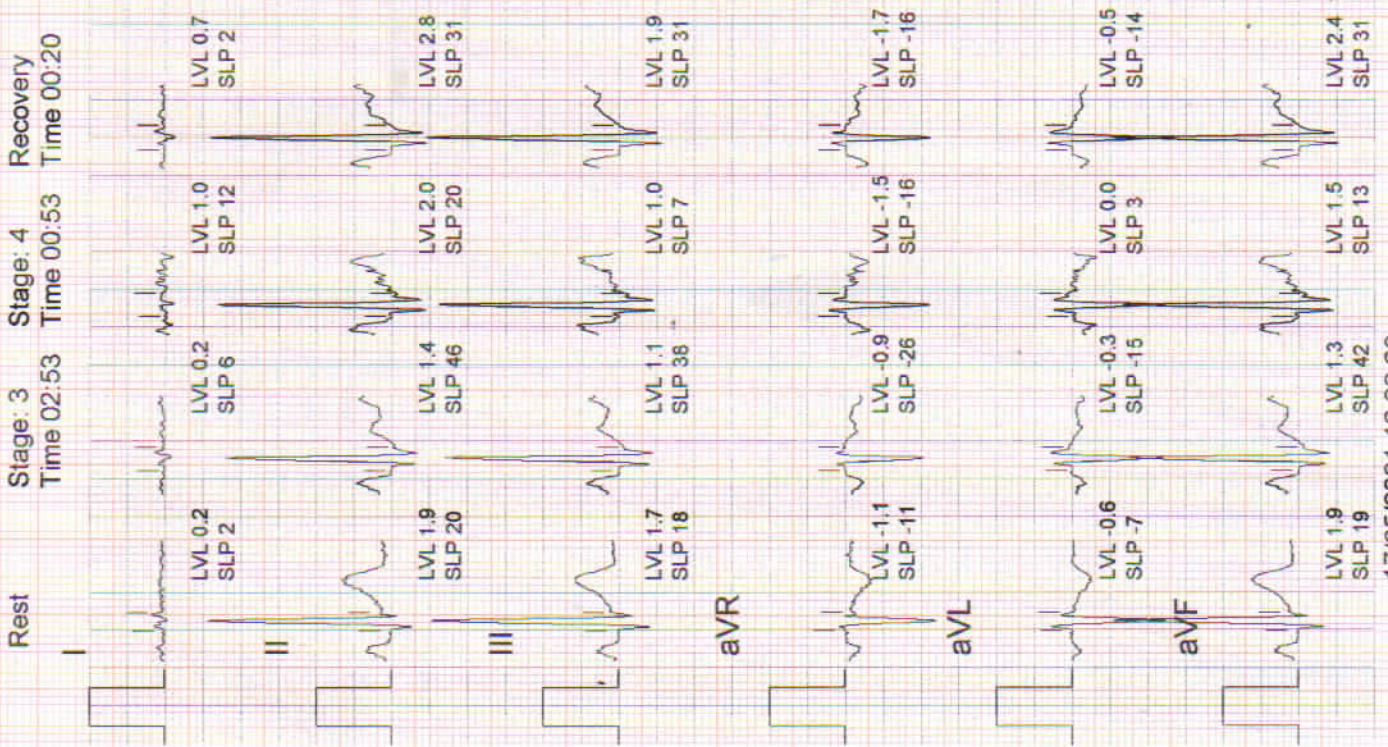 Rest Stage: 3 Stage: 4 Recovery
Time 02:53 Time 00:53 Time 00:20
I
LVL 0.2 LVL 0.2 LVL 1.0 LVL 0.7
SLP 2 SLP 6 SLP 12 SLP 2
II
LVL 1.9 LVL 1.4 LVL 2.0 LVL 2.8
SLP 20 SLP 46 SLP 20 SLP 31
III
LVL 1.7 LVL 1.1 LVL 1.0 LVL 1.9
SLP 18 SLP 38 SLP 7 SLP 31
aVR
LVL -1.1 LVL -0.9 LVL -1.5 LVL -1.7
SLP -11 SLP -26 SLP -16 SLP -16
aVL
LVL -0.6 LVL -0.3 LVL 0.0 LVL -0.5
SLP -7 SLP -15 SLP 3 SLP -14
aVF
LVL 1.9 LVL 1.3 LVL 1.5 LVL 2.4
SLP 19 SLP 42 SLP 13 SLP 31